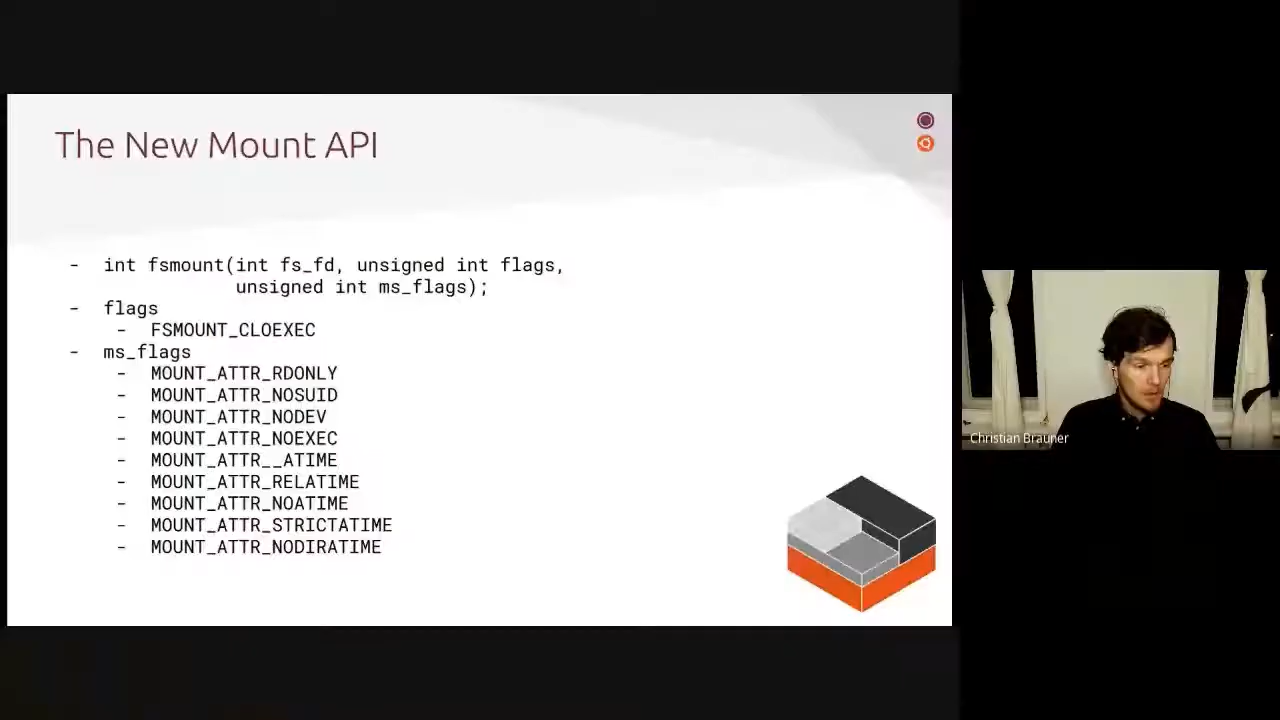 The New Mount API
- int fsmount(int fs_fd, unsigned int flags,
unsigned int ms_flags);
- flags
- FSMOUNT_CLOEXEC
- ms_flags
- MOUNT_ATTR_RDONLY
- MOUNT_ATTR_NOSUID
- MOUNT_ATTR_NODEV
- MOUNT_ATTR_NOEXEC
- MOUNT_ATTR__ATIME
- MOUNT_ATTR_RELATIME
- MOUNT_ATTR_NOATIME
- MOUNT_ATTR_STRICTATIME
- MOUNT_ATTR_NODIRATIME
Christian Brauner